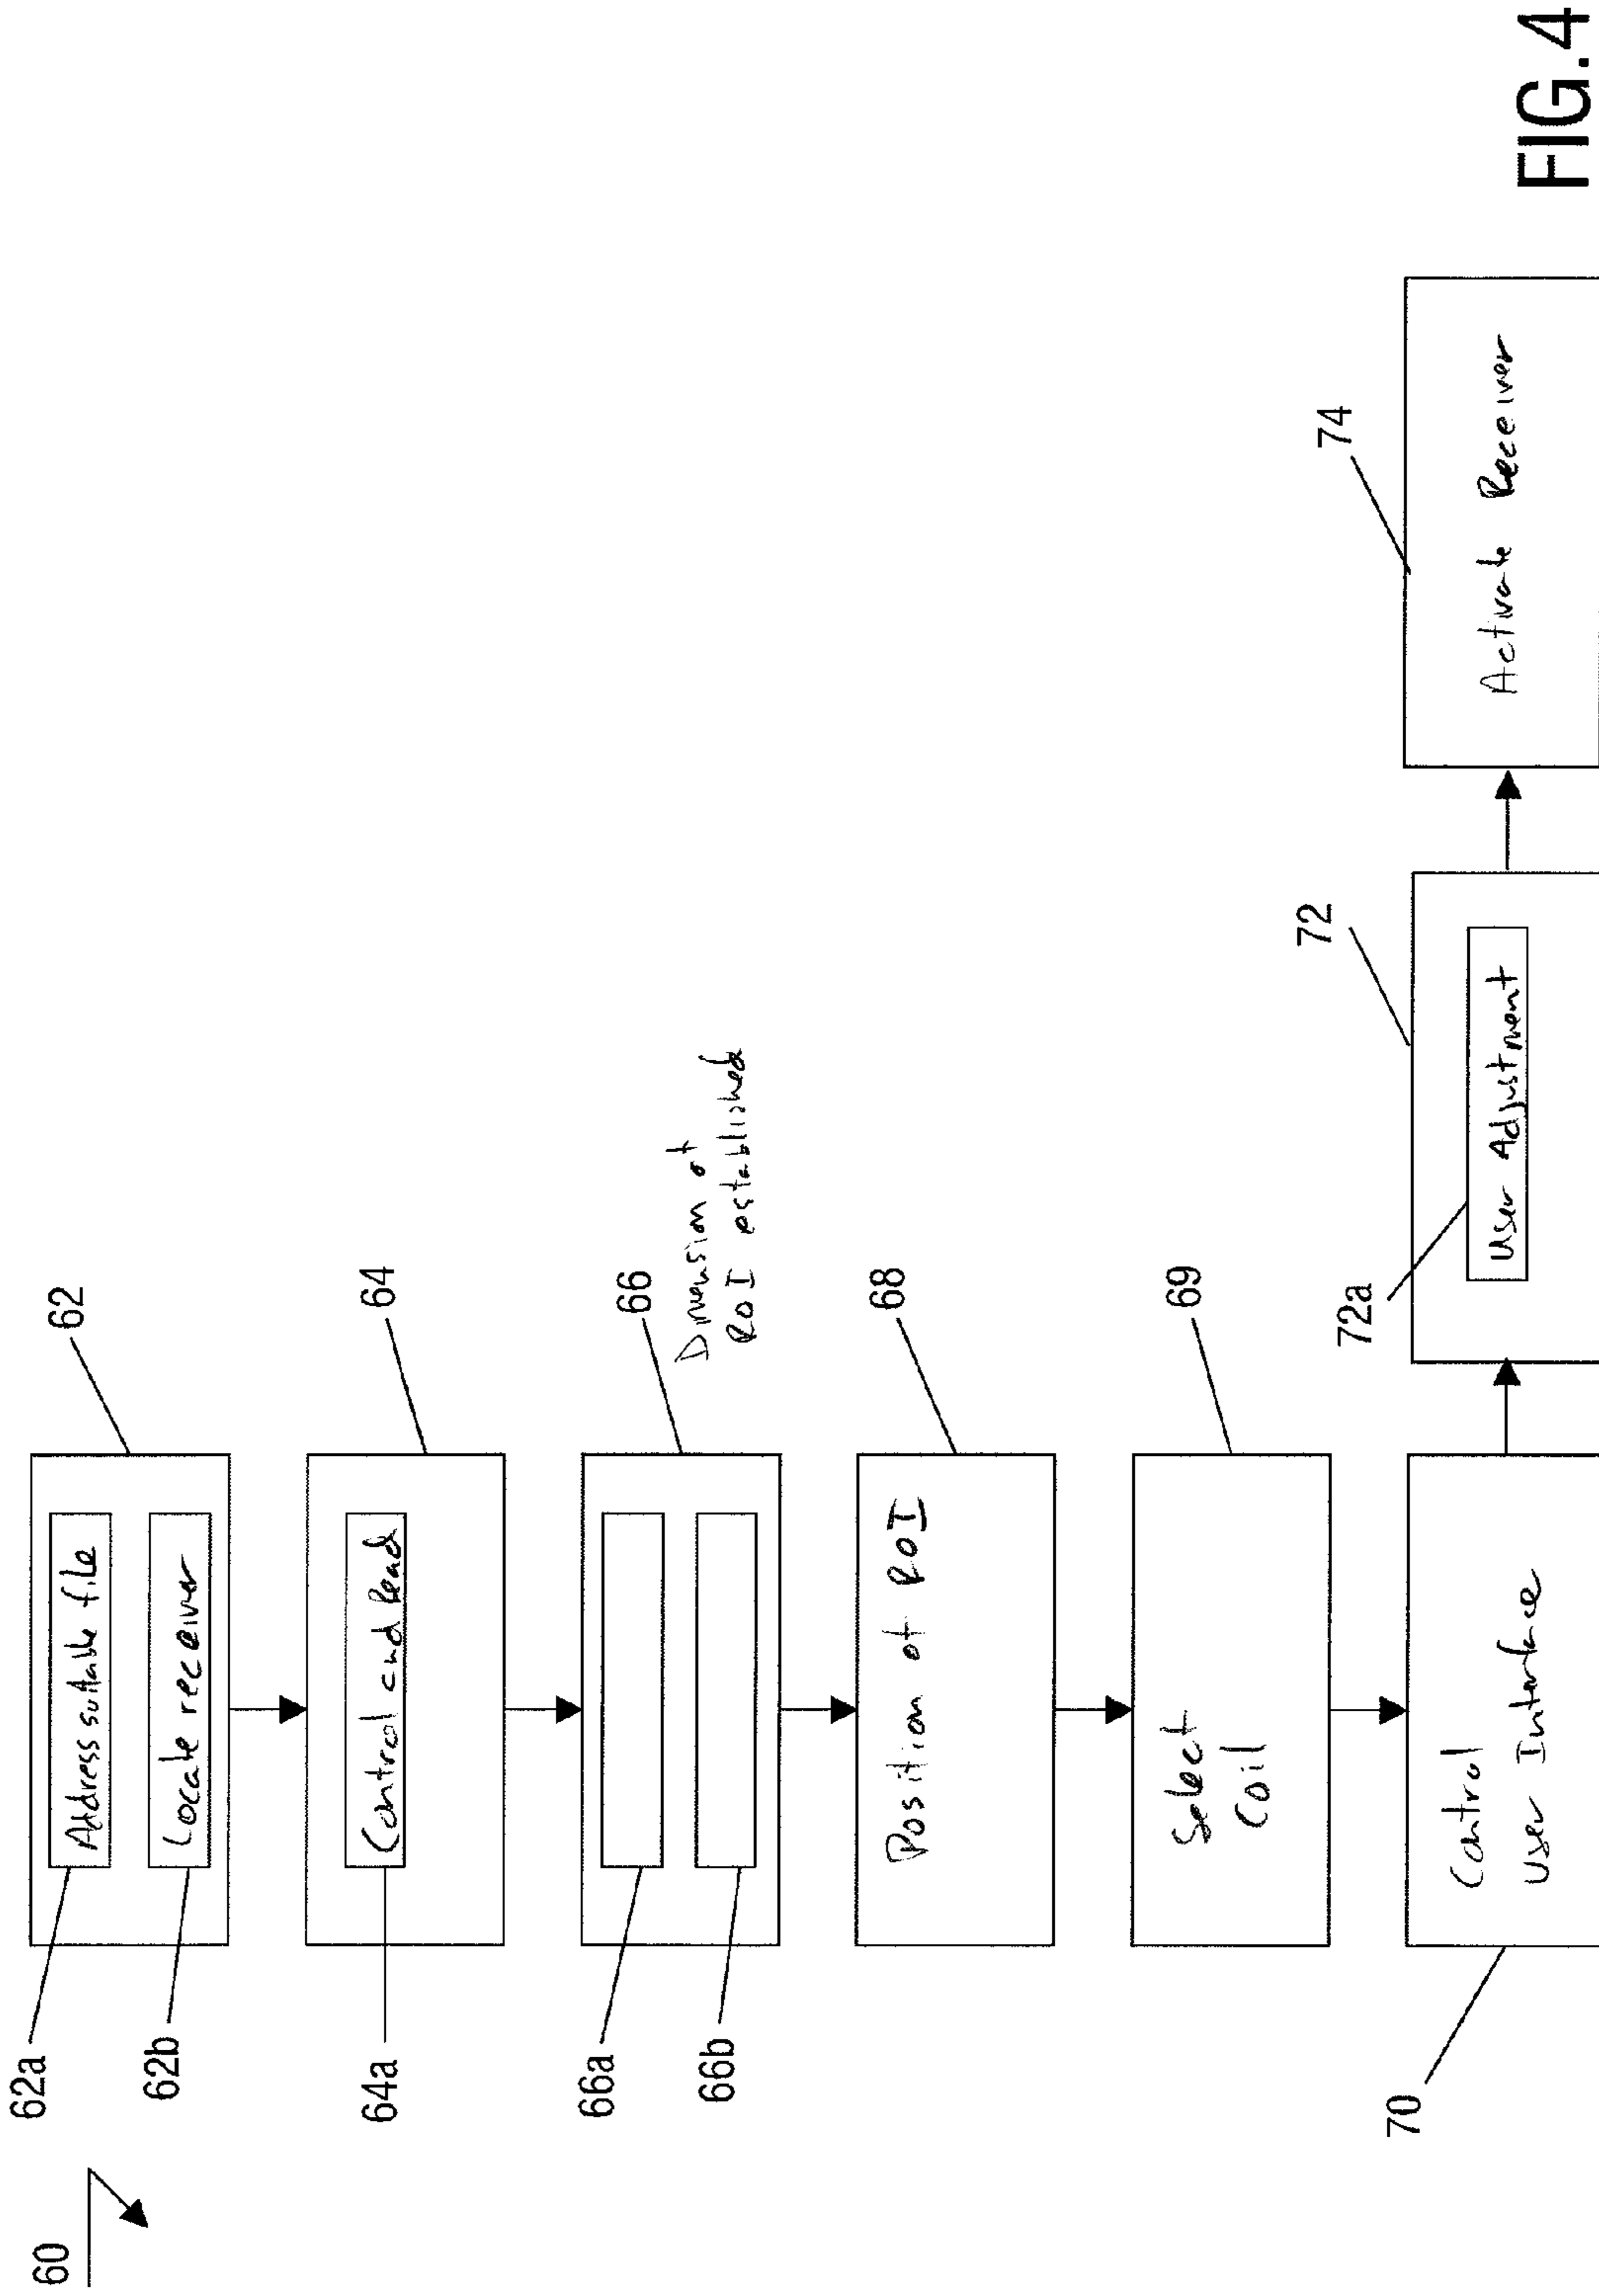 60
62a
62b
Address suitable file
Locate receiver
62
64a
Control and Read
64
66a
66b
66
Dimension of
ROI established
Position of ROI
68
Select
Coil
69
70
Control
User Interface
72a
User Adjustment
72
Activate Receiver
74
FIG.4